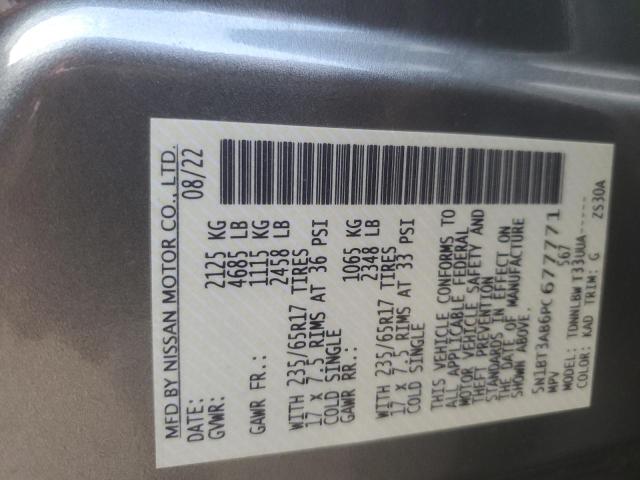 MFD BY NISSAN MOTOR CO., LTD.
DATE: 08/22
GVWR: 2125 KG
4685 LB
GAWR FR.: 1115 KG
2458 LB
WITH 235/65R17 TIRES
17 X 7.5 RIMS AT 36 PSI
COLD SINGLE
GAWR RR.: 1065 KG
2348 LB
WITH 235/65R17 TIRES
17 X 7.5 RIMS AT 33 PSI
COLD SINGLE
THIS VEHICLE CONFORMS TO
ALL APPLICABLE FEDERAL
MOTOR VEHICLE SAFETY AND
THEFT PREVENTION
STANDARDS IN EFFECT ON
THE DATE OF MANUFACTURE
SHOWN ABOVE.
5N1BT3AB6PC677771
MPV 567
MODEL: TDNNLBW T33UUA-----
COLOR: KAD TRIM: G ZS30A